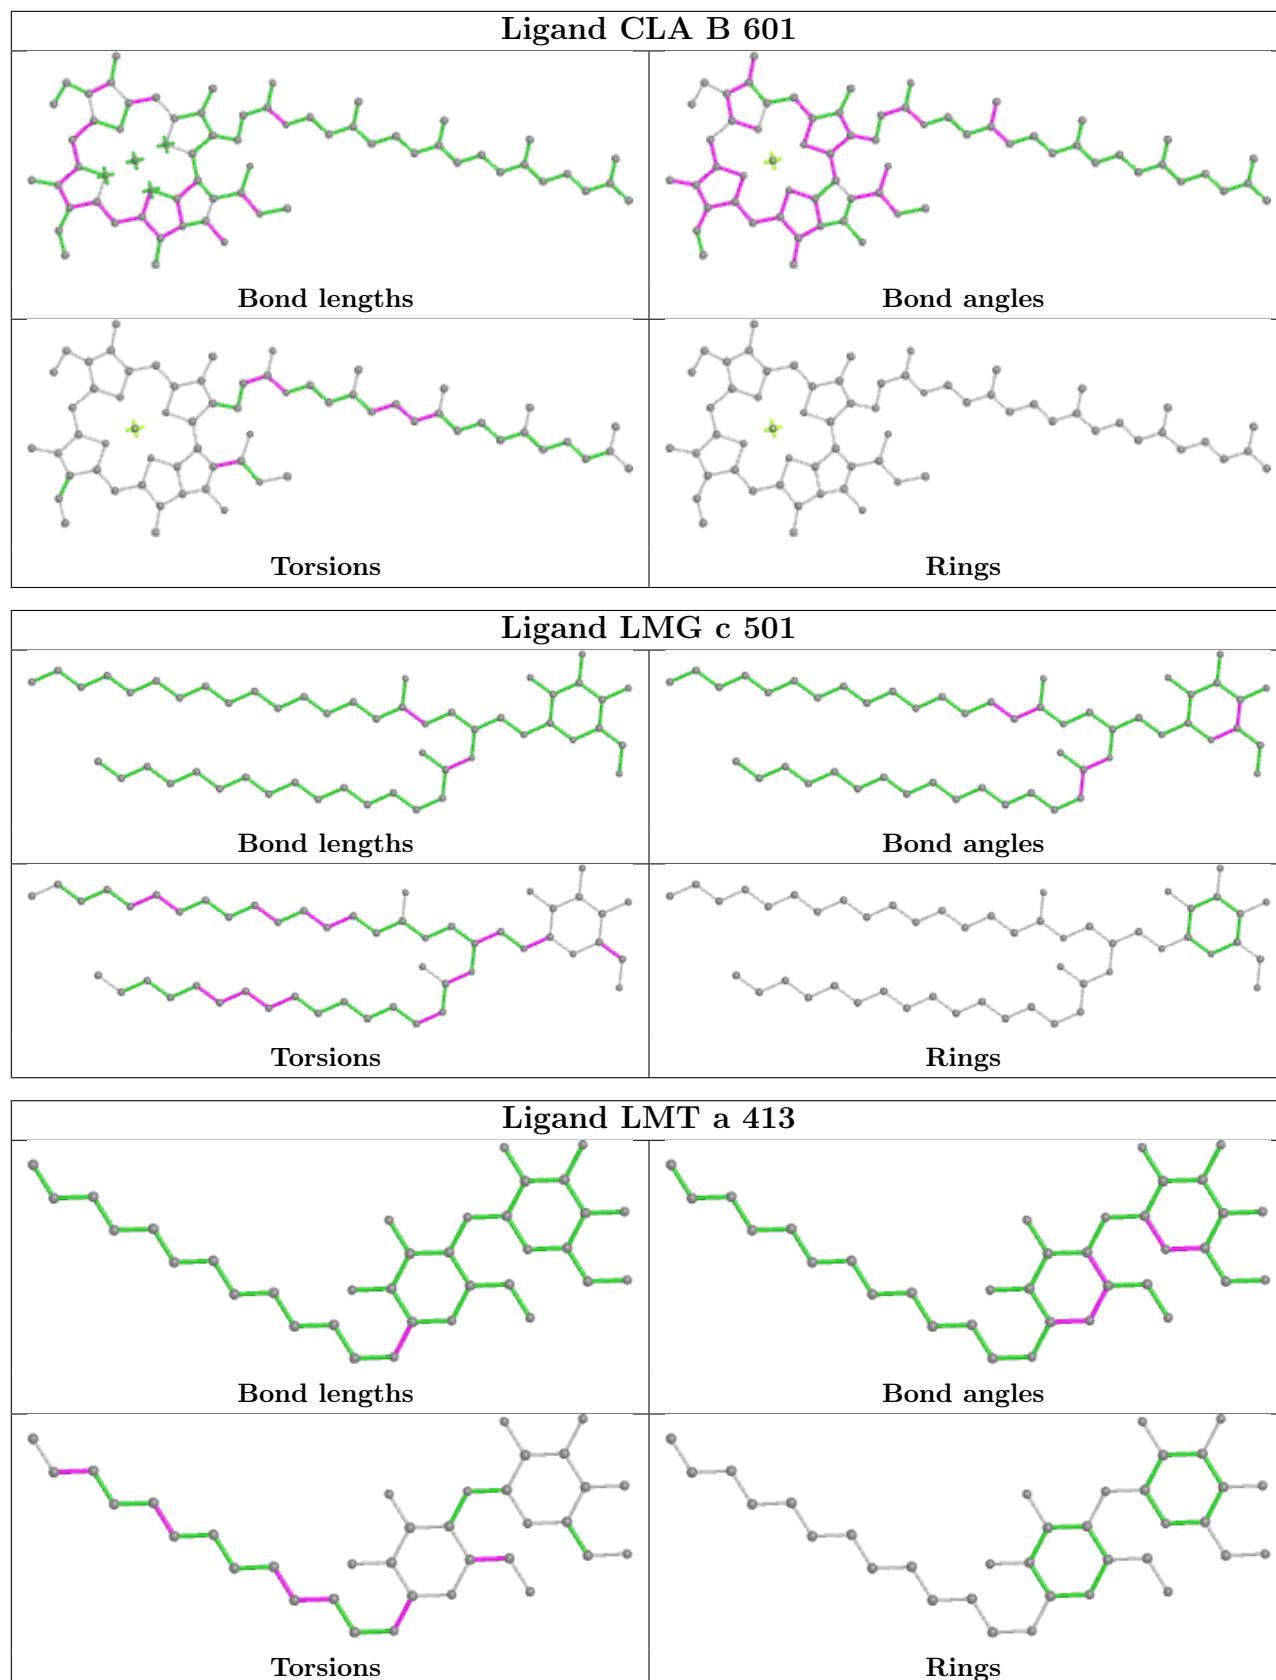 Ligand CLA B 601
Bond lengths
Bond angles
Torsions
Rings
Ligand LMG c 501
Bond lengths
Bond angles
Torsions
Rings
Ligand LMT a 413
Bond lengths
Bond angles
Torsions
Rings